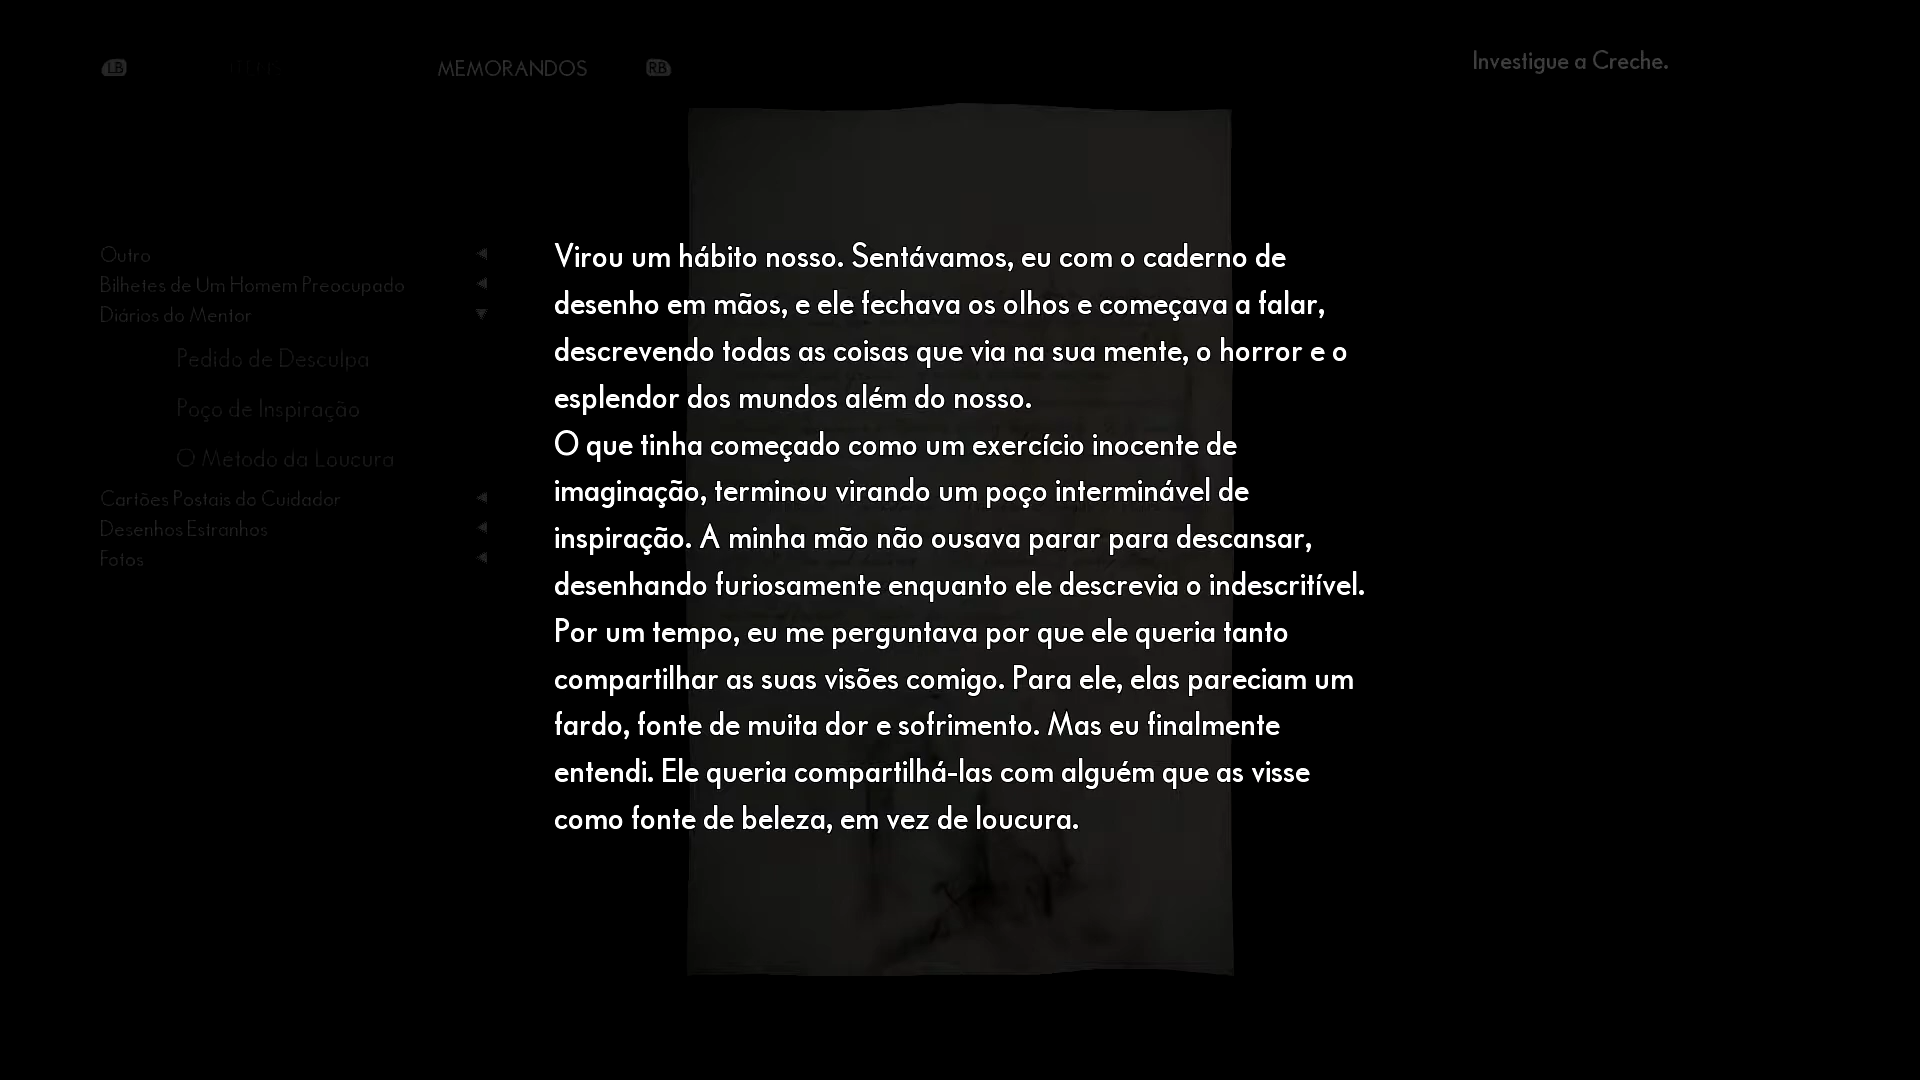 LB
MEMORANDOS
RB
Investigue a Creche.
Outro
Bilhetes de Um Homem Preocupado
Diários do Mentor
Pedido de Desculpa
Poço de Inspiração
O Metodo da Loucura
Cartões Postais do Cuidador
Desenhos Estranhos
Fotos
Virou um hábito nosso. Sentávamos, eu com o caderno de
desenho em mãos, e ele fechava os olhos e começava a falar,
descrevendo todas as coisas que via na sua mente, o horror e o
esplendor dos mundos além do nosso.
O que tinha começado como um exercício inocente de
imaginação, terminou virando um poço interminável de
inspiração. A minha mão não ousava parar para descansar,
desenhando furiosamente enquanto ele descrevia o indescritível.
Por um tempo, eu me perguntava por que ele queria tanto
compartilhar as suas visões comigo. Para ele, elas pareciam um
fardo, fonte de muita dor e sofrimento. Mas eu finalmente
entendi. Ele queria compartilhá-las com alguém que as visse
como fonte de beleza, em vez de loucura.